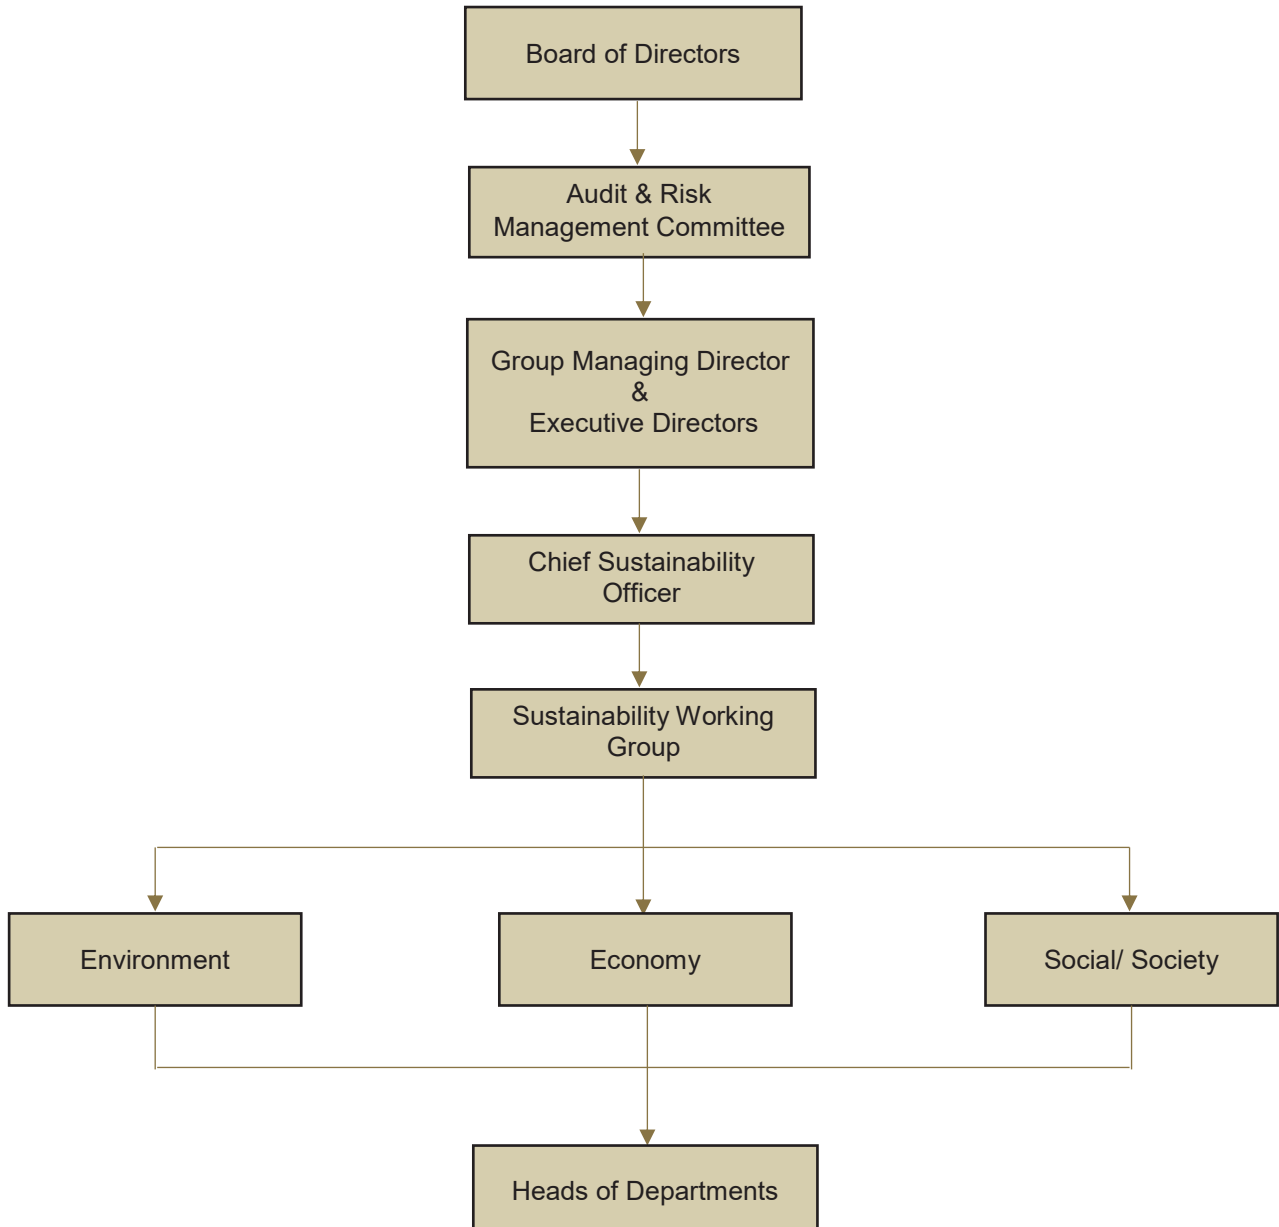 Board of Directors
Audit & Risk
Management Committee
Group Managing Director
&
Executive Directors
Chief Sustainability
Officer
Sustainability Working
Group
Environment
Economy
Social/ Society
Heads of Departments